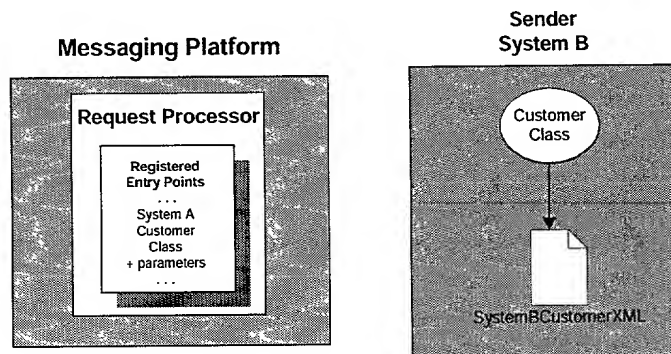 Messaging Platform
Request Processor
Registered
Entry Points
. . .
System A
Customer
Class
+ parameters
. . .
Sender
System B
Customer
Class
SystemBCustomerXML